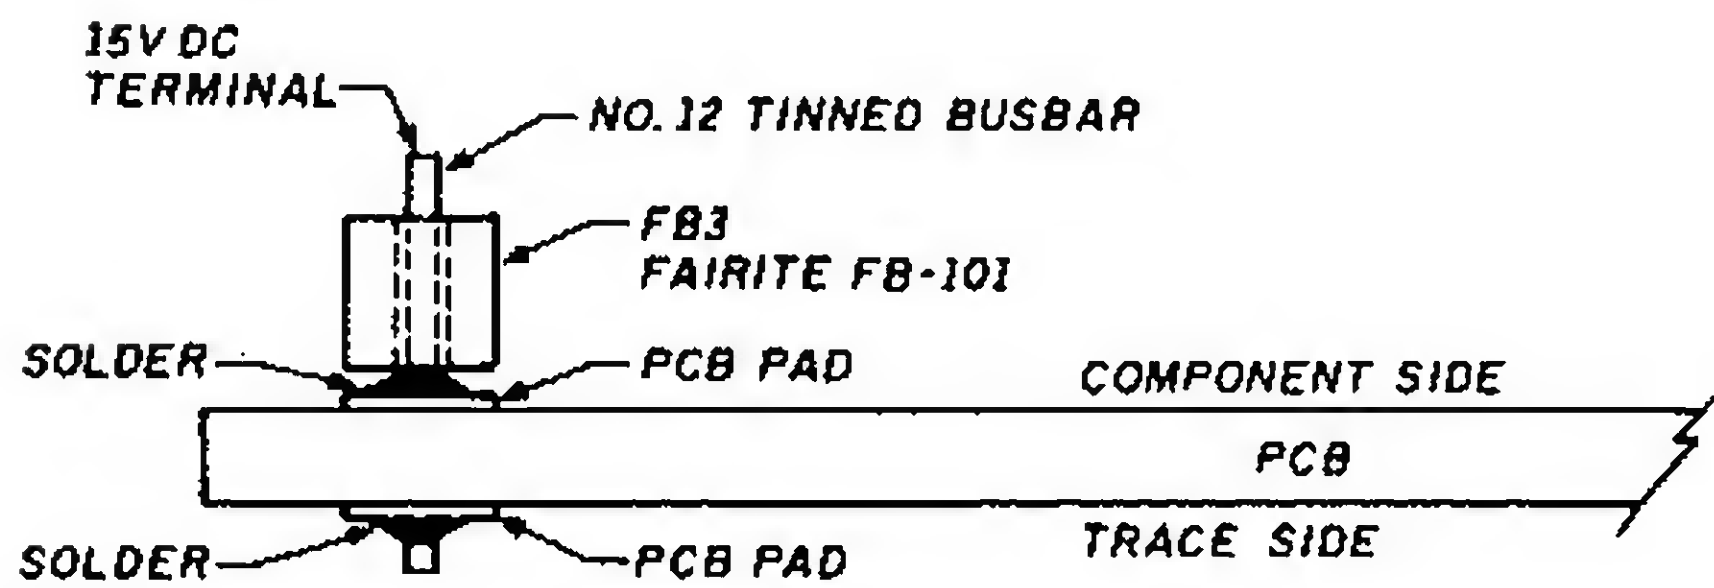 15V DC
TERMINAL
NO. 12 TINNED BUSBAR
FB3
FAIRITE FB-101
SOLDER
PCB PAD
COMPONENT SIDE
PCB
TRACE SIDE
SOLDER
PCB PAD